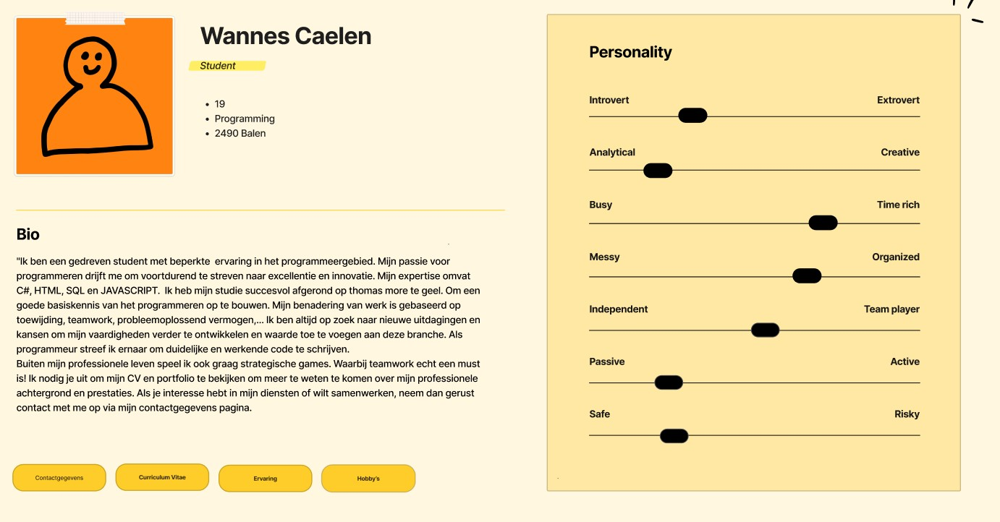 Wannes Caelen
Student
• 19
• Programming
• 2490 Balen
Bio
"Ik ben een gedreven student met beperkte  ervaring in het programmeergebied. Mijn passie voor
programmeren drijft me om voortdurend te streven naar excellentie en innovatie. Mijn expertise omvat
C#, HTML, SQL en JAVASCRIPT.  Ik heb mijn studie succesvol afgerond op thomas more te geel. Om een
goede basiskennis van het programmeren op te bouwen. Mijn benadering van werk is gebaseerd op
toewijding, teamwork, probleemoplossend vermogen,... Ik ben altijd op zoek naar nieuwe uitdagingen en
kansen om mijn vaardigheden verder te ontwikkelen en waarde toe te voegen aan deze branche. Als
programmeur streef ik ernaar om duidelijke en werkende code te schrijven.
Buiten mijn professionele leven speel ik ook graag strategische games. Waarbij teamwork echt een must
is! Ik nodig je uit om mijn CV en portfolio te bekijken om meer te weten te komen over mijn professionele
achtergrond en prestaties. Als je interesse hebt in mijn diensten of wilt samenwerken, neem dan gerust
contact met me op via mijn contactgegevens pagina.
Contactgegevens
Curriculum Vitae
Ervaring
Hobby's
Personality
Introvert Extrovert
Analytical Creative
Busy Time rich
Messy Organized
Independent Team player
Passive Active
Safe Risky